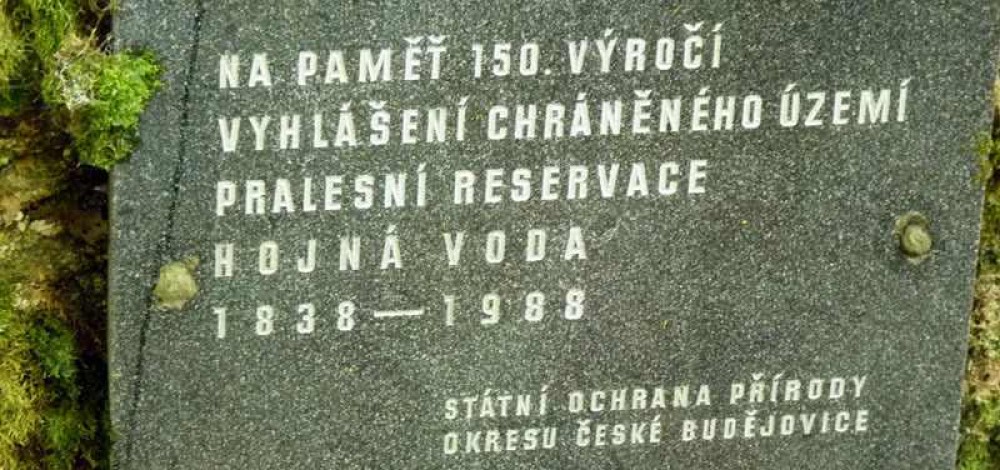 NA PAMĚŤ 150. VÝROČÍ
VYHLÁŠENÍ CHRÁNĚNÉHO ÚZEMÍ
PRALESNÍ RESERVACE
HOJNÁ VODA
1838—1988
STÁTNÍ OCHRANA PŘÍRODY
OKRESU ČESKÉ BUDĚJOVICE